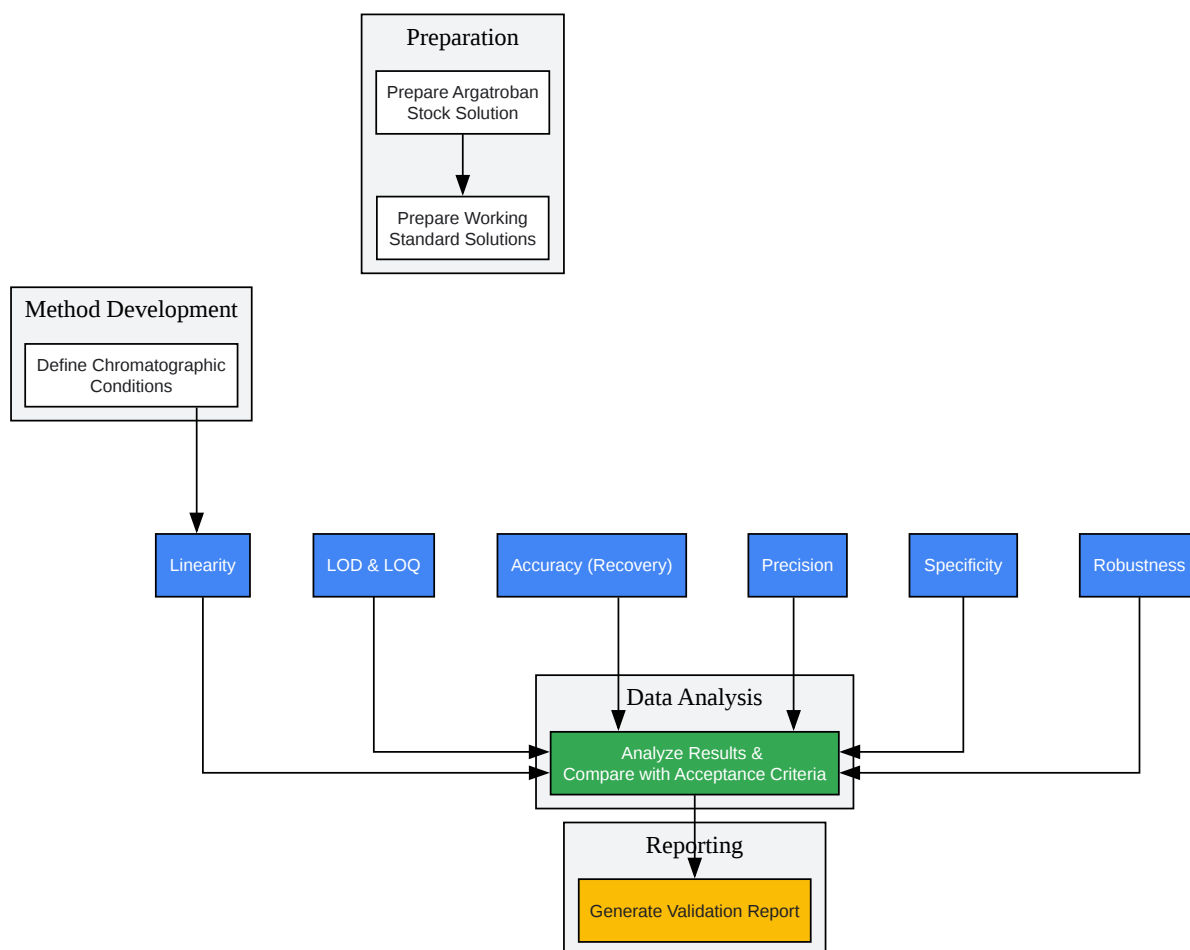 Preparation
Prepare Argatroban
Stock Solution
Prepare Working
Standard Solutions
Method Development
Define Chromatographic
Conditions
Linearity
LOD & LOQ
Accuracy (Recovery)
Precision
Specificity
Robustness
Data Analysis
Analyze Results &
Compare with Acceptance Criteria
Reporting
Generate Validation Report